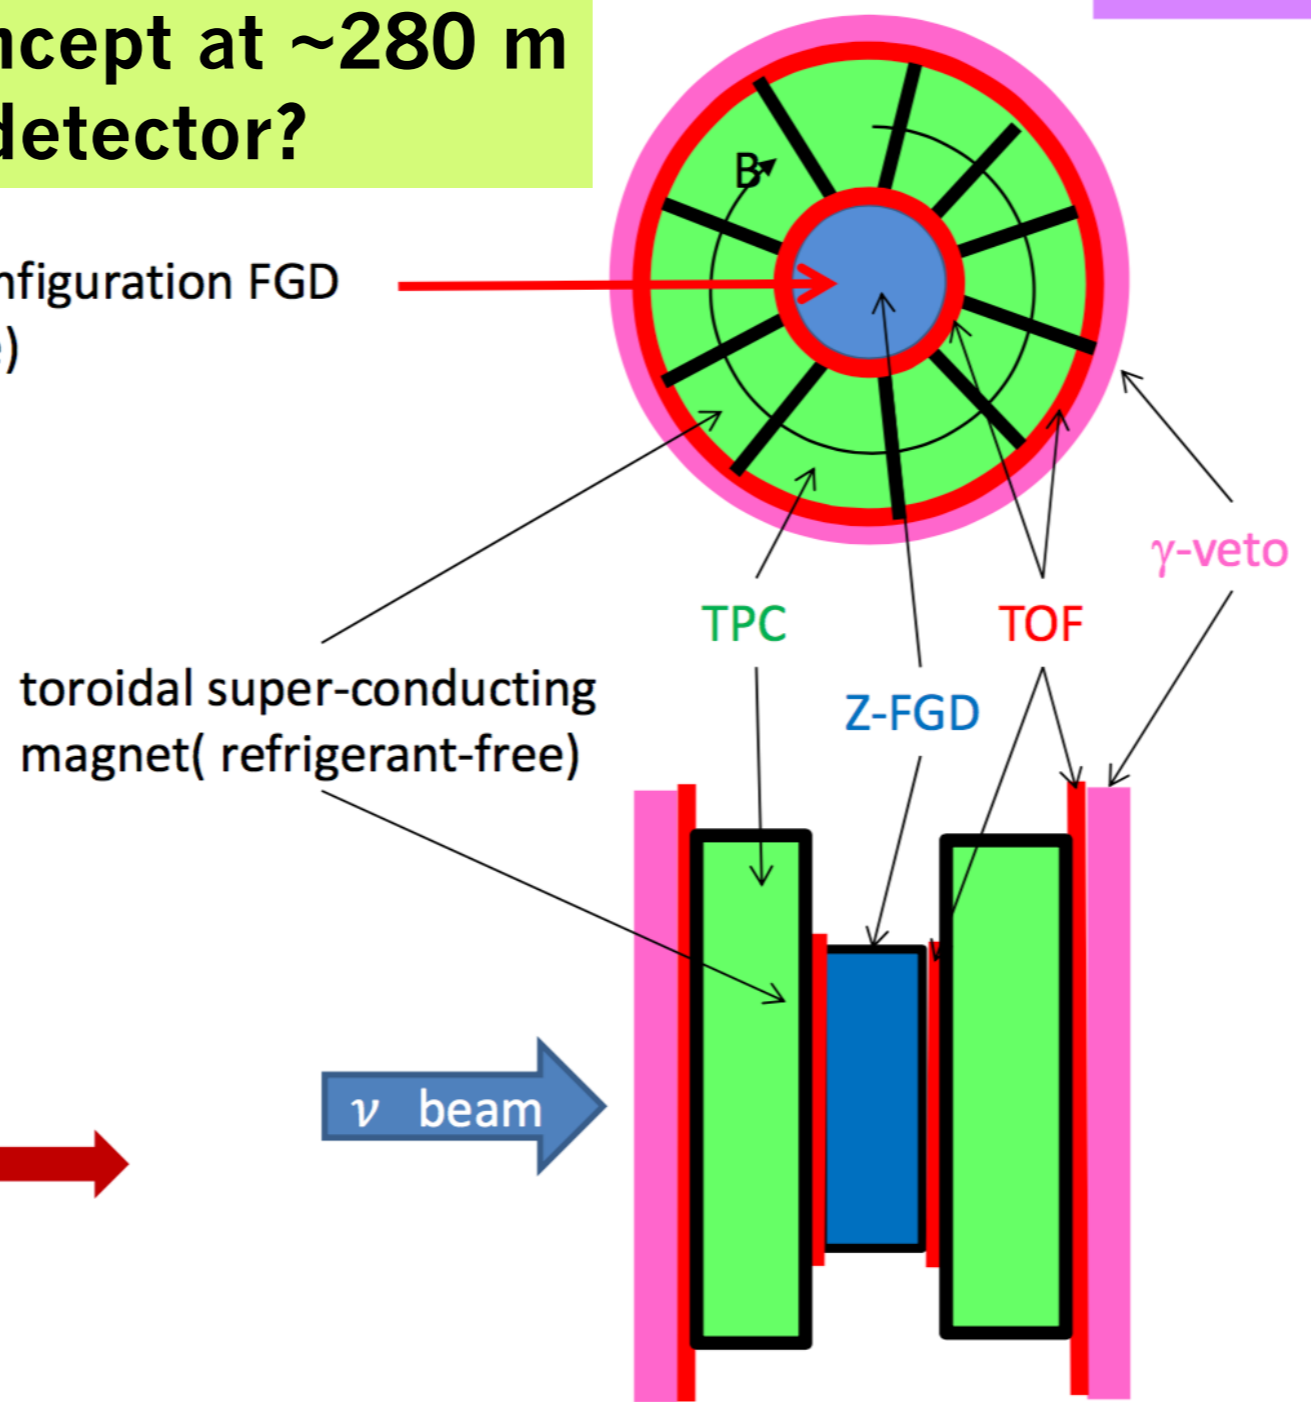 ncept at ~280 m
detector?
B
nfiguration FGD
e)
γ-veto
TPC
TOF
toroidal super-conducting
magnet( refrigerant-free)
Z-FGD
ν beam